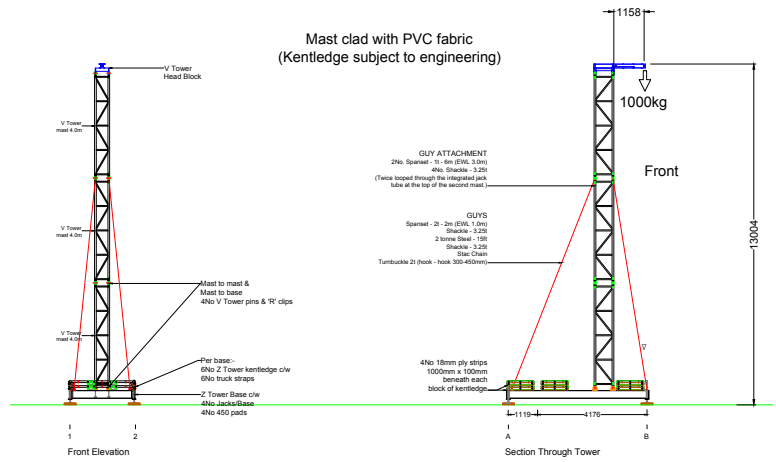 Mast clad with PVC fabric
(Kentledge subject to engineering)
1158
V Tower
Head Block
1000kg
V Tower
mast 4.0m
GUY ATTACHMENT
2No. Spanset - 1t - 6m (EWL 3.0m)
4No. Shackle - 3.25t
(Twice looped through the integrated jack
tube at the top of the second mast.)
Front
GUYS
Spanset - 2t - 2m (EWL 1.0m)
Shackle - 3.25t
2 tonne Steel - 15ft
Shackle - 3.25t
Stac Chain
Turnbuckle 2t (hook - hook 300-450mm)
V Tower
mast 4.0m
13004
Mast to mast &
Mast to base
4No V Tower pins & 'R' clips
V Tower
mast 4.0m
Per base:-
6No Z Tower kentledge c/w
6No truck straps
4No 18mm ply strips
1000mm x 100mm
beneath each
block of kentledge
Z Tower Base c/w
4No Jacks/Base
4No 450 pads
1119
4176
1
2
A
B
Front Elevation
Section Through Tower